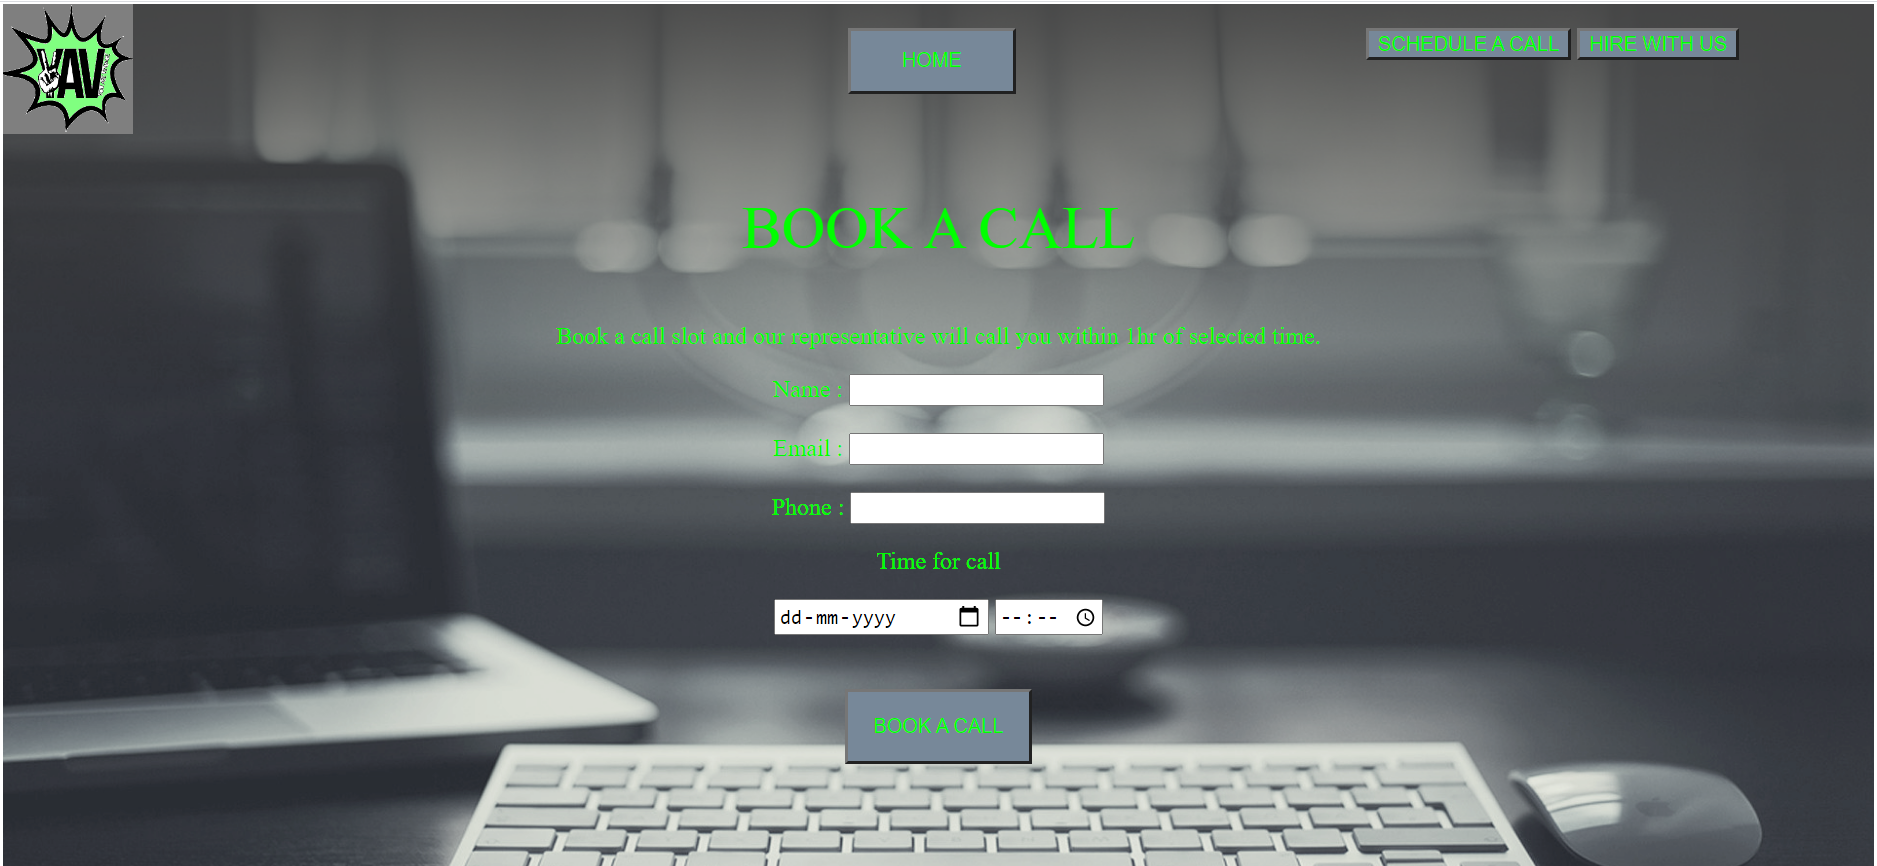 YAV
HOME
SCHEDULE A CALL
HIRE WITH US
BOOK A CALL
Book a call slot and our representative will call you within 1hr of selected time.
Name :
Email :
Phone :
Time for call
dd-mm-yyyy
--:--
BOOK A CALL